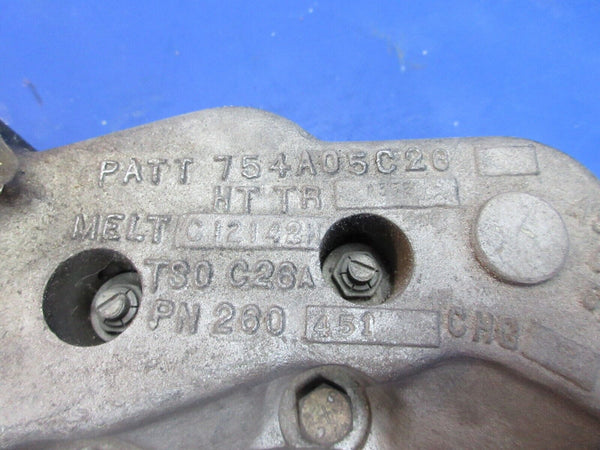 PATT 754A05C26
HT TR
MELT C12142H
TSO C26A
PN 260 451 CHG